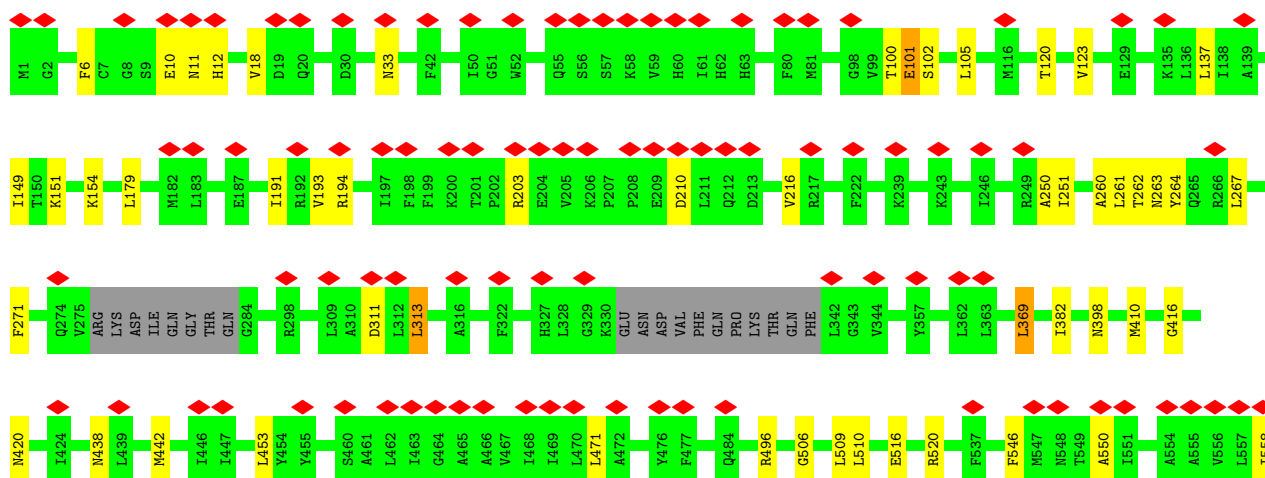 M1 G2 F6 C7 G8 S9 E10 N11 H12 V18 D19 Q20 D30 N33 F42 I50 G51 W52 Q55 S56 S57 K58 V59 H60 I61 H62 H63 F80 M81 G98 V99 T100 E101 S102 L105 M116 T120 V123 E129 K135 L136 L137 I138 A139
I149 T150 K151 K154 L179 M182 L183 E187 I191 R192 V193 R194 I197 F198 F199 K200 T201 P202 R203 E204 V205 K206 P207 P208 E209 D210 L211 Q212 D213 V216 R217 F222 K239 K243 I246 R249 A250 I251 A260 L261 T262 N263 Y264 Q265 R266 L267
F271 Q274 V275 ARG LYS ASP ILE GLN GLY THR GLN G284 R298 L309 A310 D311 L312 L313 A316 F322 H327 L328 G329 K330 GLU ASN ASP VAL PHE GLN PRO LYS THR GLN PHE L342 G343 V344 Y357 L362 L363 L369 I382 N398 M410 G416
N420 I424 N438 L439 M442 I446 I447 L453 Y454 Y455 S460 A461 L462 I463 G464 A465 A466 V467 I468 I469 L470 L471 A472 Y476 F477 Q484 R496 G506 L509 L510 E516 R520 F537 F546 M547 N548 T549 A550 I551 A554 A555 V556 L557